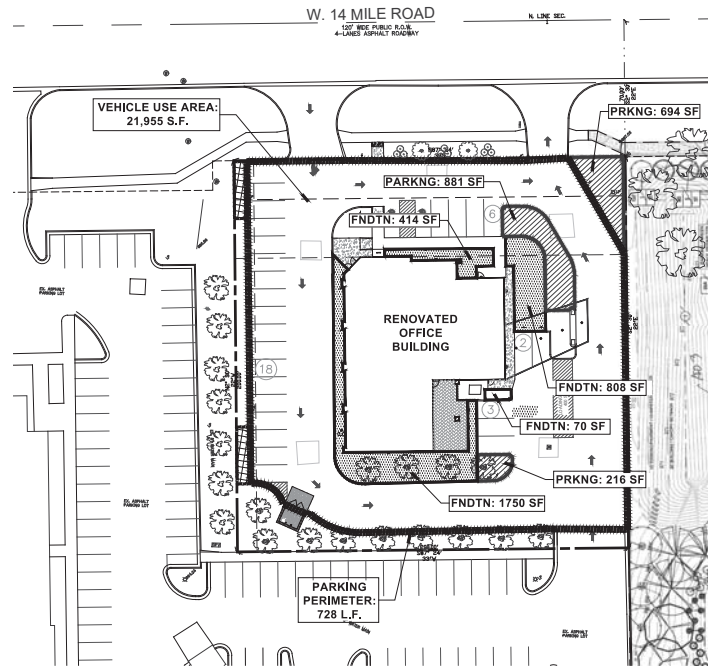 W. 14 MILE ROAD
120' WIDE PUBLIC R.O.W.
4-LANES ASPHALT ROADWAY
N. LINE SEC.
VEHICLE USE AREA:
21,955 S.F.
PRKNG: 694 SF
PARKNG: 881 SF
FNDTN: 414 SF
6
EX. ASPHALT
PARKING LOT
RENOVATED
OFFICE
BUILDING
2
18
FNDTN: 808 SF
3
FNDTN: 70 SF
PRKNG: 216 SF
EX. ASPHALT
PARKING LOT
FNDTN: 1750 SF
PARKING
PERIMETER:
728 L.F.
EX. ASPHALT
PARKING LOT